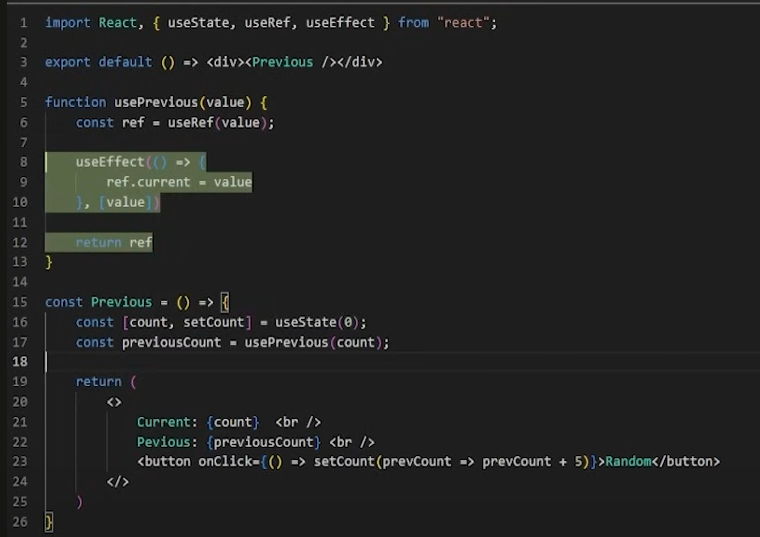 1 import React, { useState, useRef, useEffect } from "react";
2
3 export default () => <div><Previous /></div>
4
5 function usePrevious(value) {
6     const ref = useRef(value);
7
8     useEffect(() => {
9         ref.current = value
10     }, [value])
11
12     return ref
13 }
14
15 const Previous = () => {
16     const [count, setCount] = useState(0);
17     const previousCount = usePrevious(count);
18
19     return (
20         <>
21             Current: {count}  <br />
22             Pevious: {previousCount} <br />
23             <button onClick={() => setCount(prevCount => prevCount + 5)}>Random</button>
24         </>
25     )
26 }